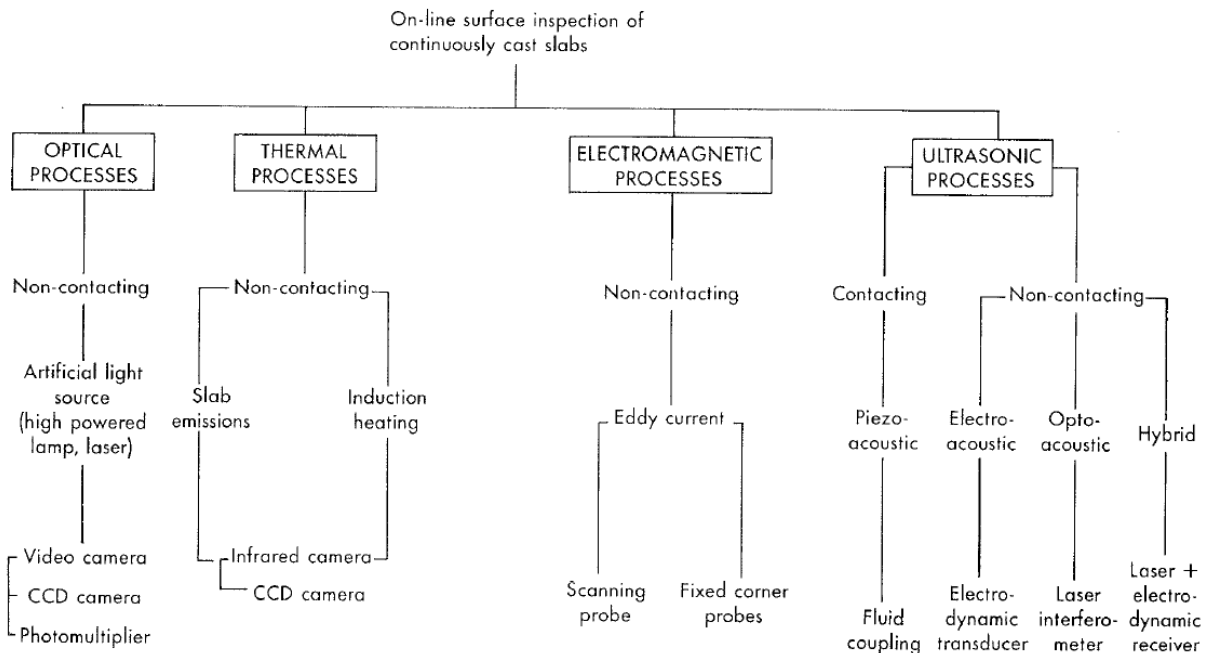 On-line surface inspection of
continuously cast slabs
OPTICAL
PROCESSES
THERMAL
PROCESSES
ELECTROMAGNETIC
PROCESSES
ULTRASONIC
PROCESSES
Non-contacting
Non-contacting
Non-contacting
Contacting
Non-contacting
Artificial light
source
(high powered
lamp, laser)
Slab
emissions
Induction
heating
Eddy current
Piezo-
acoustic
Electro-
acoustic
Opto-
acoustic
Hybrid
Video camera
CCD camera
Photomultiplier
Infrared camera
CCD camera
Scanning
probe
Fixed corner
probes
Fluid
coupling
Electro-
dynamic
transducer
Laser
interfero-
meter
Laser +
electro-
dynamic
receiver